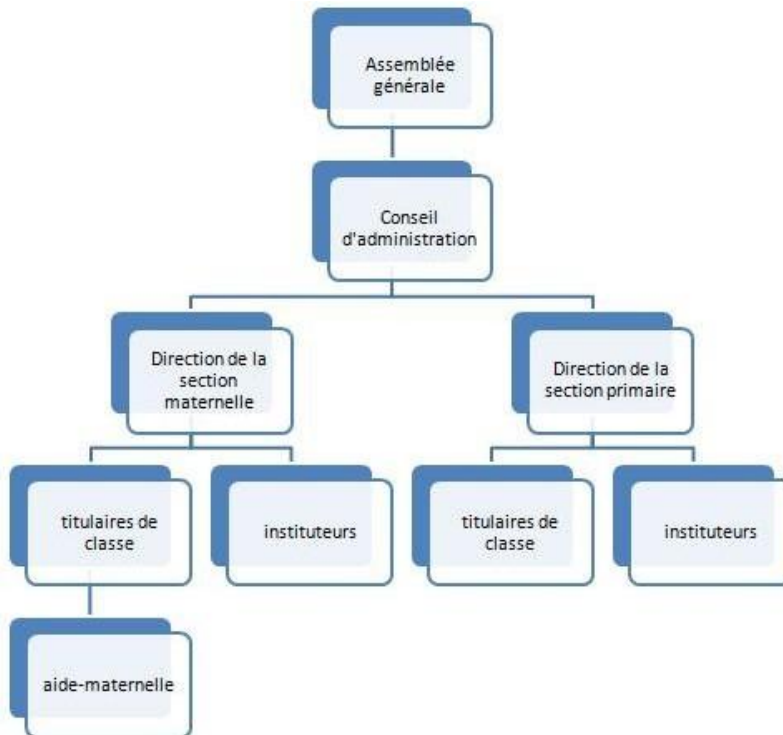 Assemblée
générale
Conseil
d'administration
Direction de la
section
maternelle
Direction de la
section primaire
titulaires de
classe
instituteurs
titulaires de
classe
instituteurs
aide-maternelle